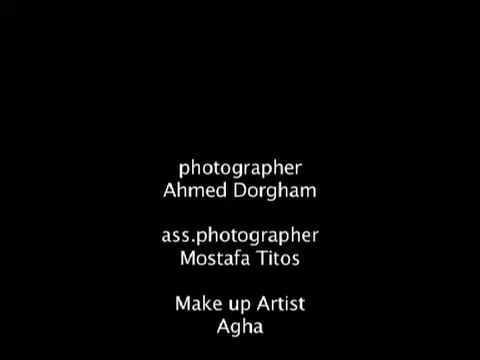 photographer
Ahmed Dorgham
ass.photographer
Mostafa Titos
Make up Artist
Agha